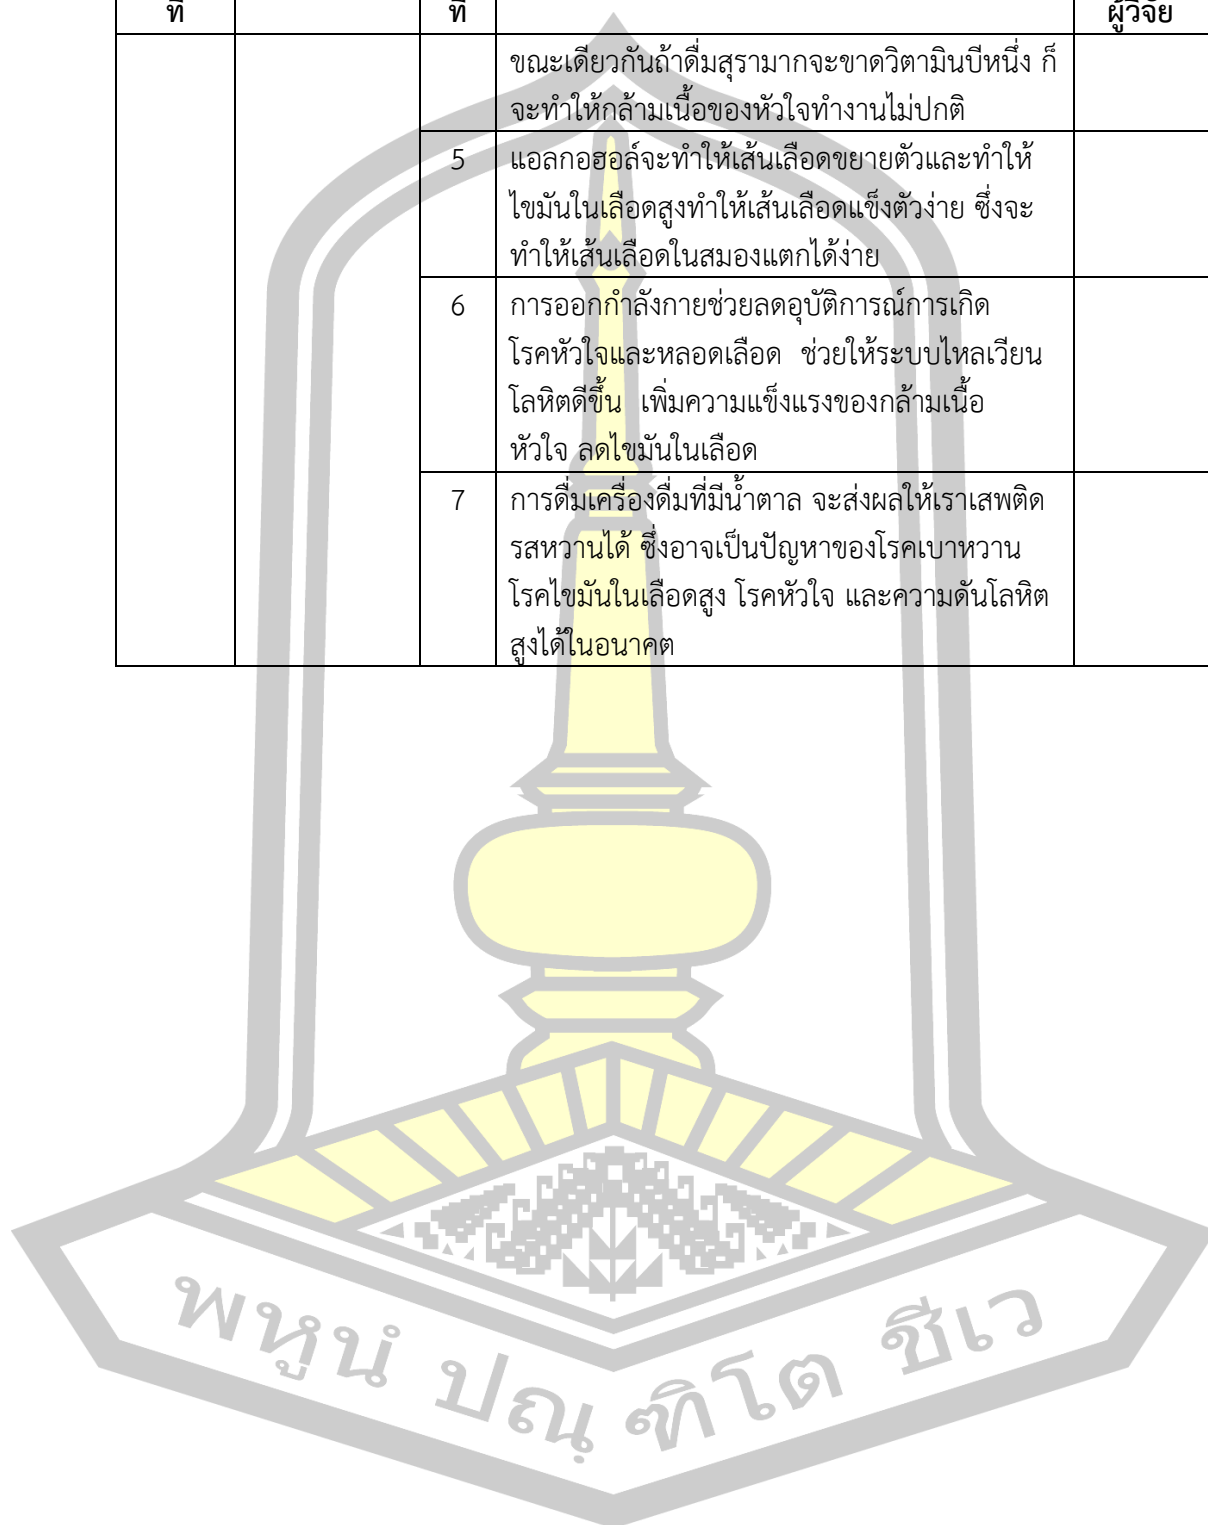 ที่ ที่ ผู้วิจัย
ขณะเดียวกันถ้าดื่มสุรามากจะขาดวิตามินบีหนึ่ง ก็
จะทำให้กล้ามเนื้อของหัวใจทำงานไม่ปกติ
5 แอลกอฮอล์จะทำให้เส้นเลือดขยายตัวและทำให้
ไขมันในเลือดสูงทำให้เส้นเลือดแข็งตัวง่าย ซึ่งจะ
ทำให้เส้นเลือดในสมองแตกได้ง่าย
6 การออกกำลังกายช่วยลดอุบัติการณ์การเกิด
โรคหัวใจและหลอดเลือด ช่วยให้ระบบไหลเวียน
โลหิตดีขึ้น เพิ่มความแข็งแรงของกล้ามเนื้อ
หัวใจ ลดไขมันในเลือด
7 การดื่มเครื่องดื่มที่มีน้ำตาล จะส่งผลให้เราเสพติด
รสหวานได้ ซึ่งอาจเป็นปัญหาของโรคเบาหวาน
โรคไขมันในเลือดสูง โรคหัวใจ และความดันโลหิต
สูงได้ในอนาคต
พหูนํ ปณฺ ฑิโต ชีเว